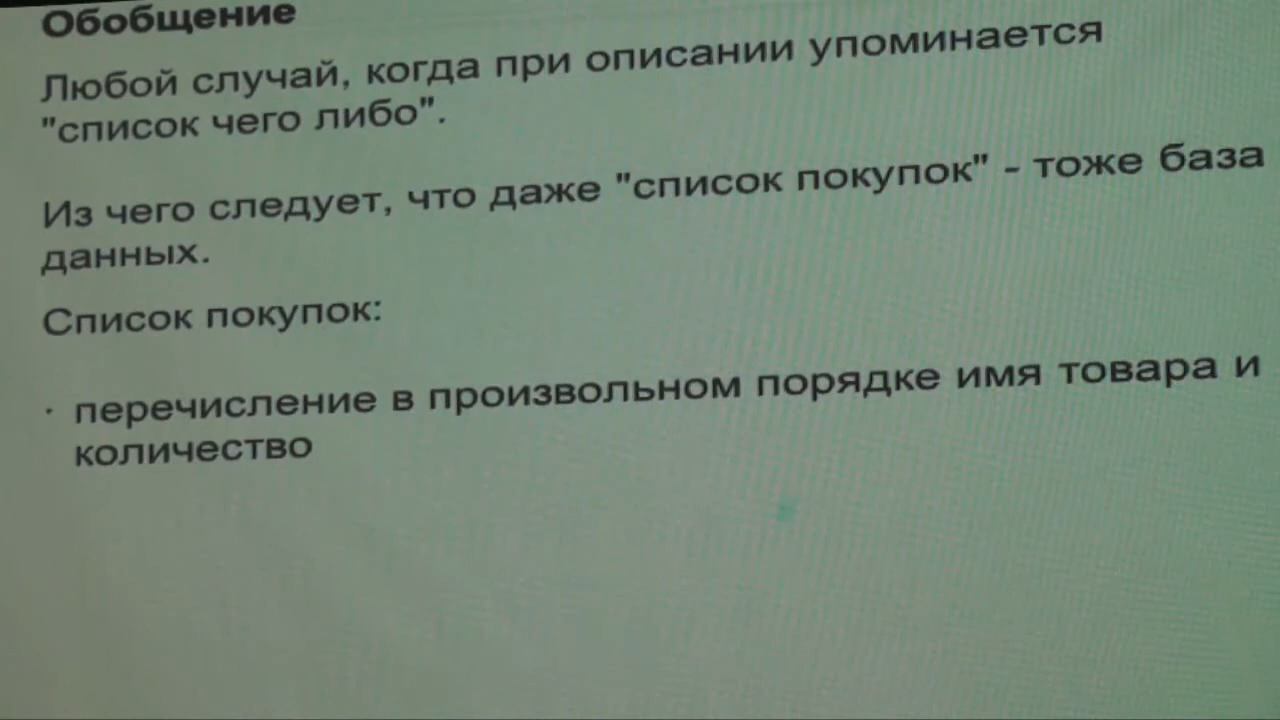 Обобщение
Любой случай, когда при описании упоминается
"список чего либо".
Из чего следует, что даже "список покупок" - тоже база
данных.
Список покупок:
· перечисление в произвольном порядке имя товара и
количество